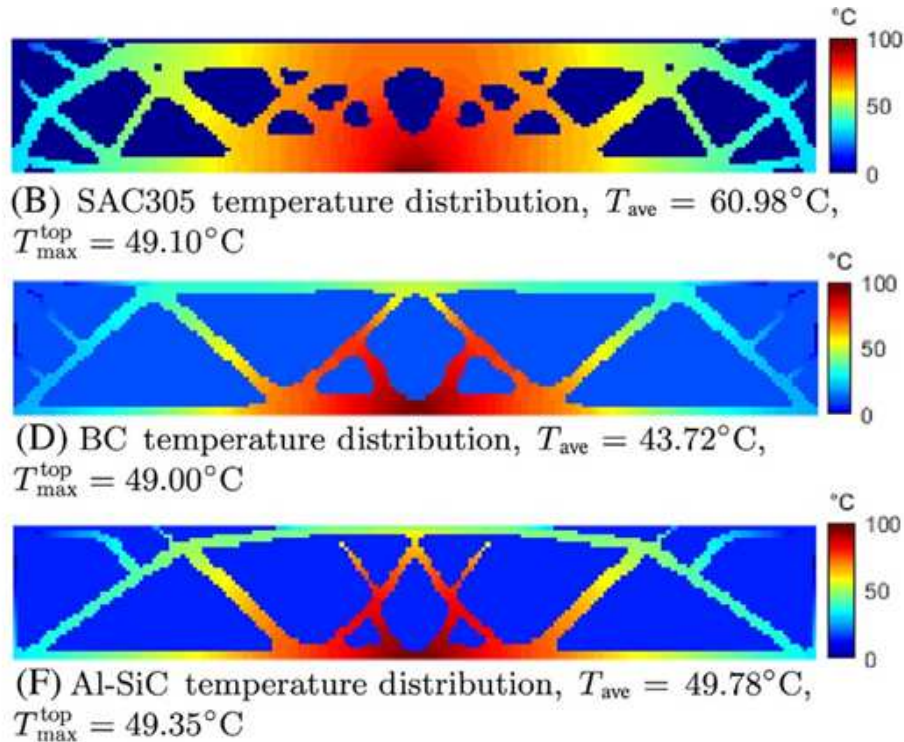 °C
100
50
0
(B) SAC305 temperature distribution, T_ave = 60.98°C,
T_max^top = 49.10°C
°C
100
50
0
(D) BC temperature distribution, T_ave = 43.72°C,
T_max^top = 49.00°C
°C
100
50
0
(F) Al-SiC temperature distribution, T_ave = 49.78°C,
T_max^top = 49.35°C